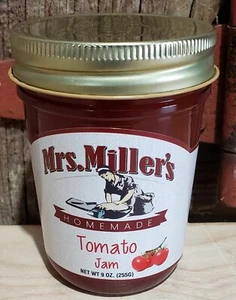 Mrs. Miller's
HOMEMADE
Tomato
Jam
NET WT 9 OZ. (255G)